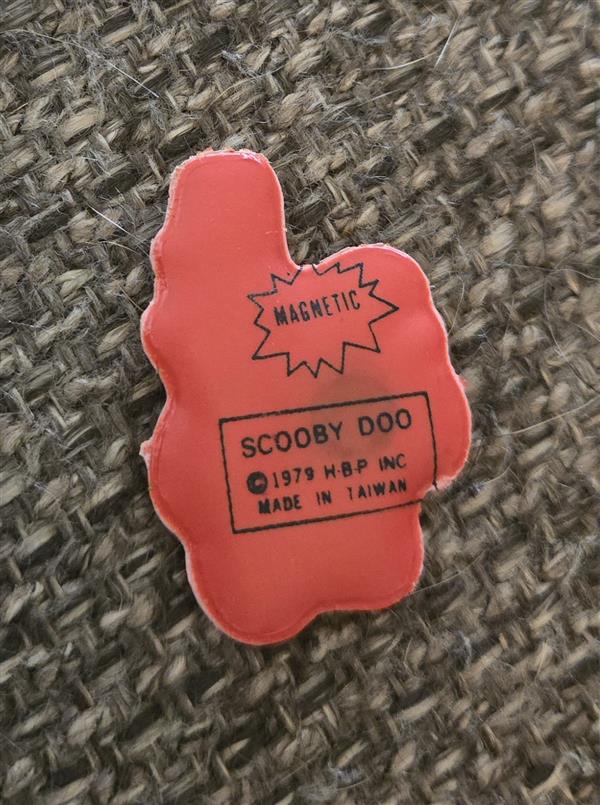 MAGNETIC
SCOOBY DOO
©1979 H-B-P INC
MADE IN TAIWAN